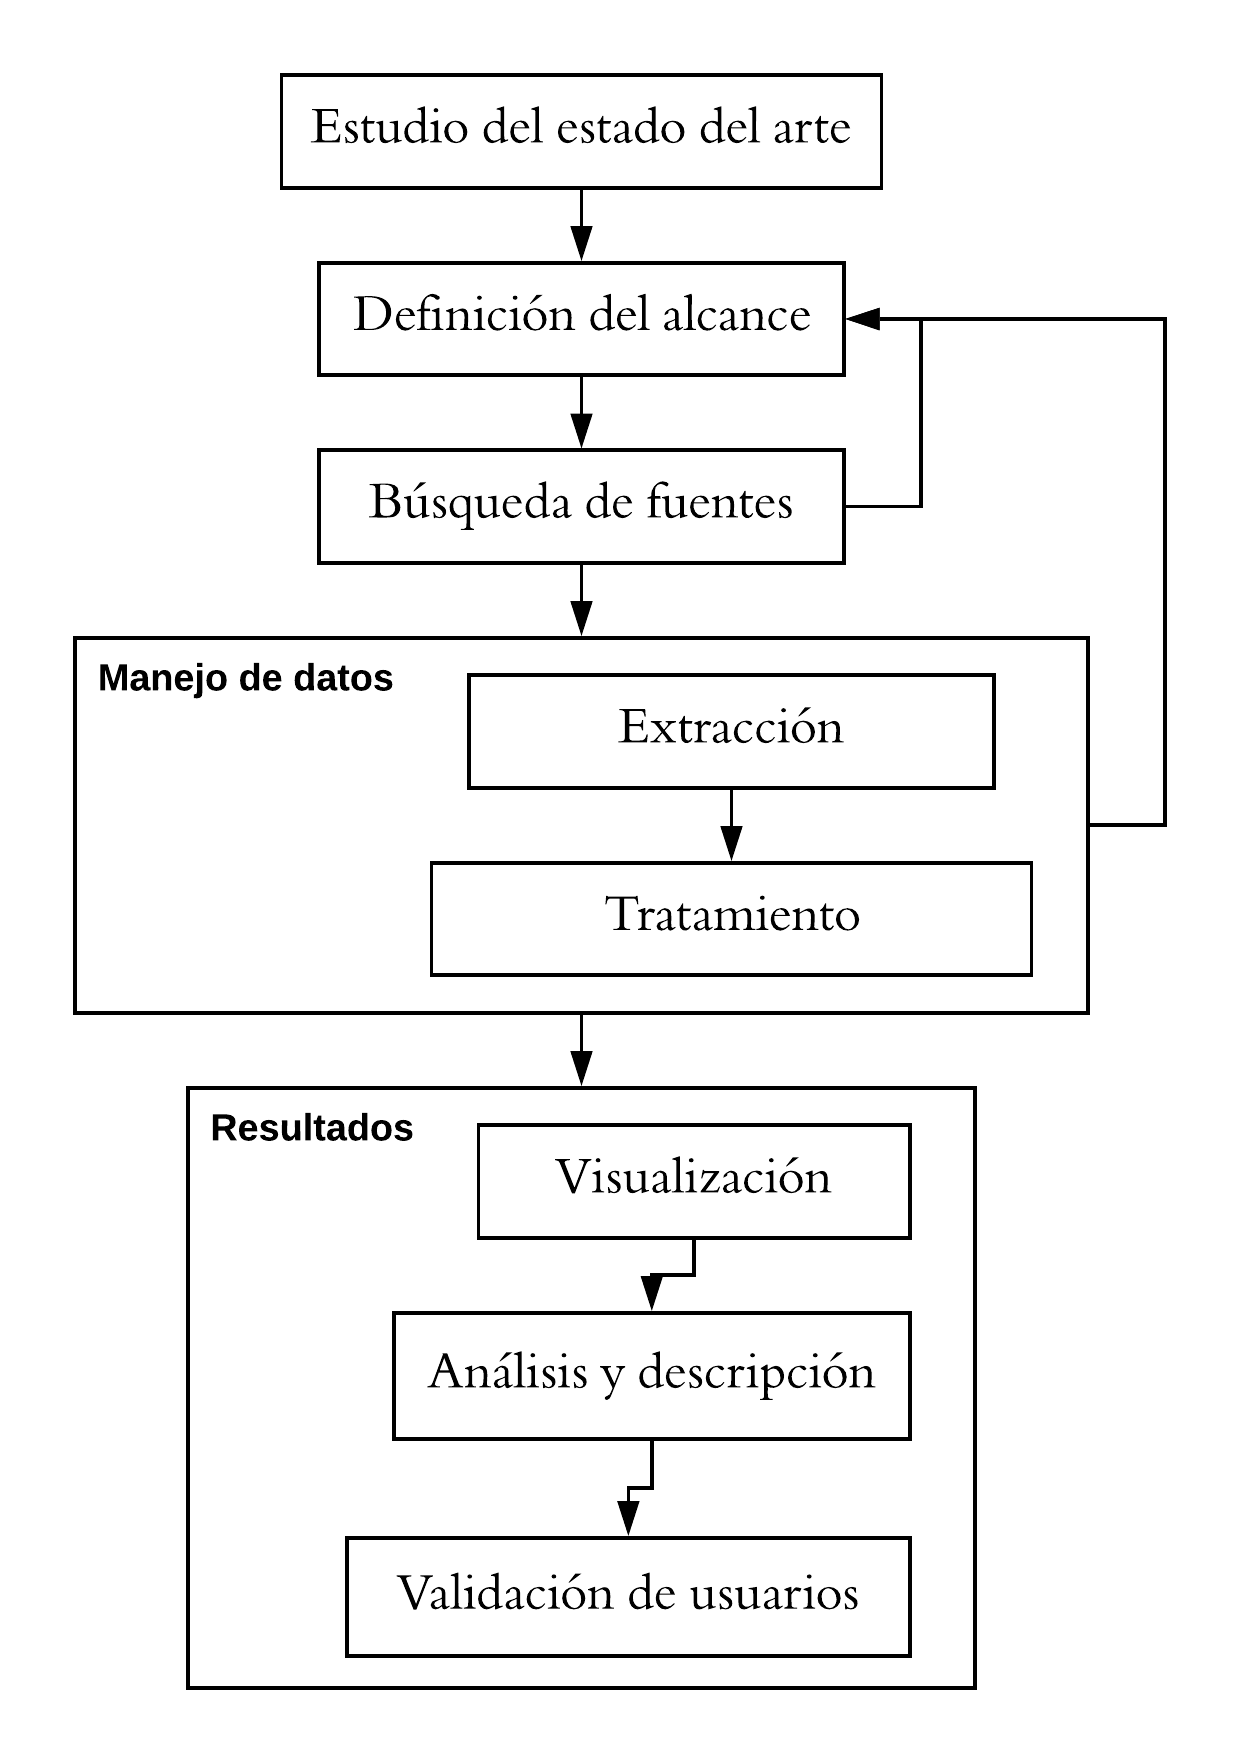 Estudio del estado del arte
Definición del alcance
Búsqueda de fuentes
Manejo de datos
Extracción
Tratamiento
Resultados
Visualización
Análisis y descripción
Validación de usuarios